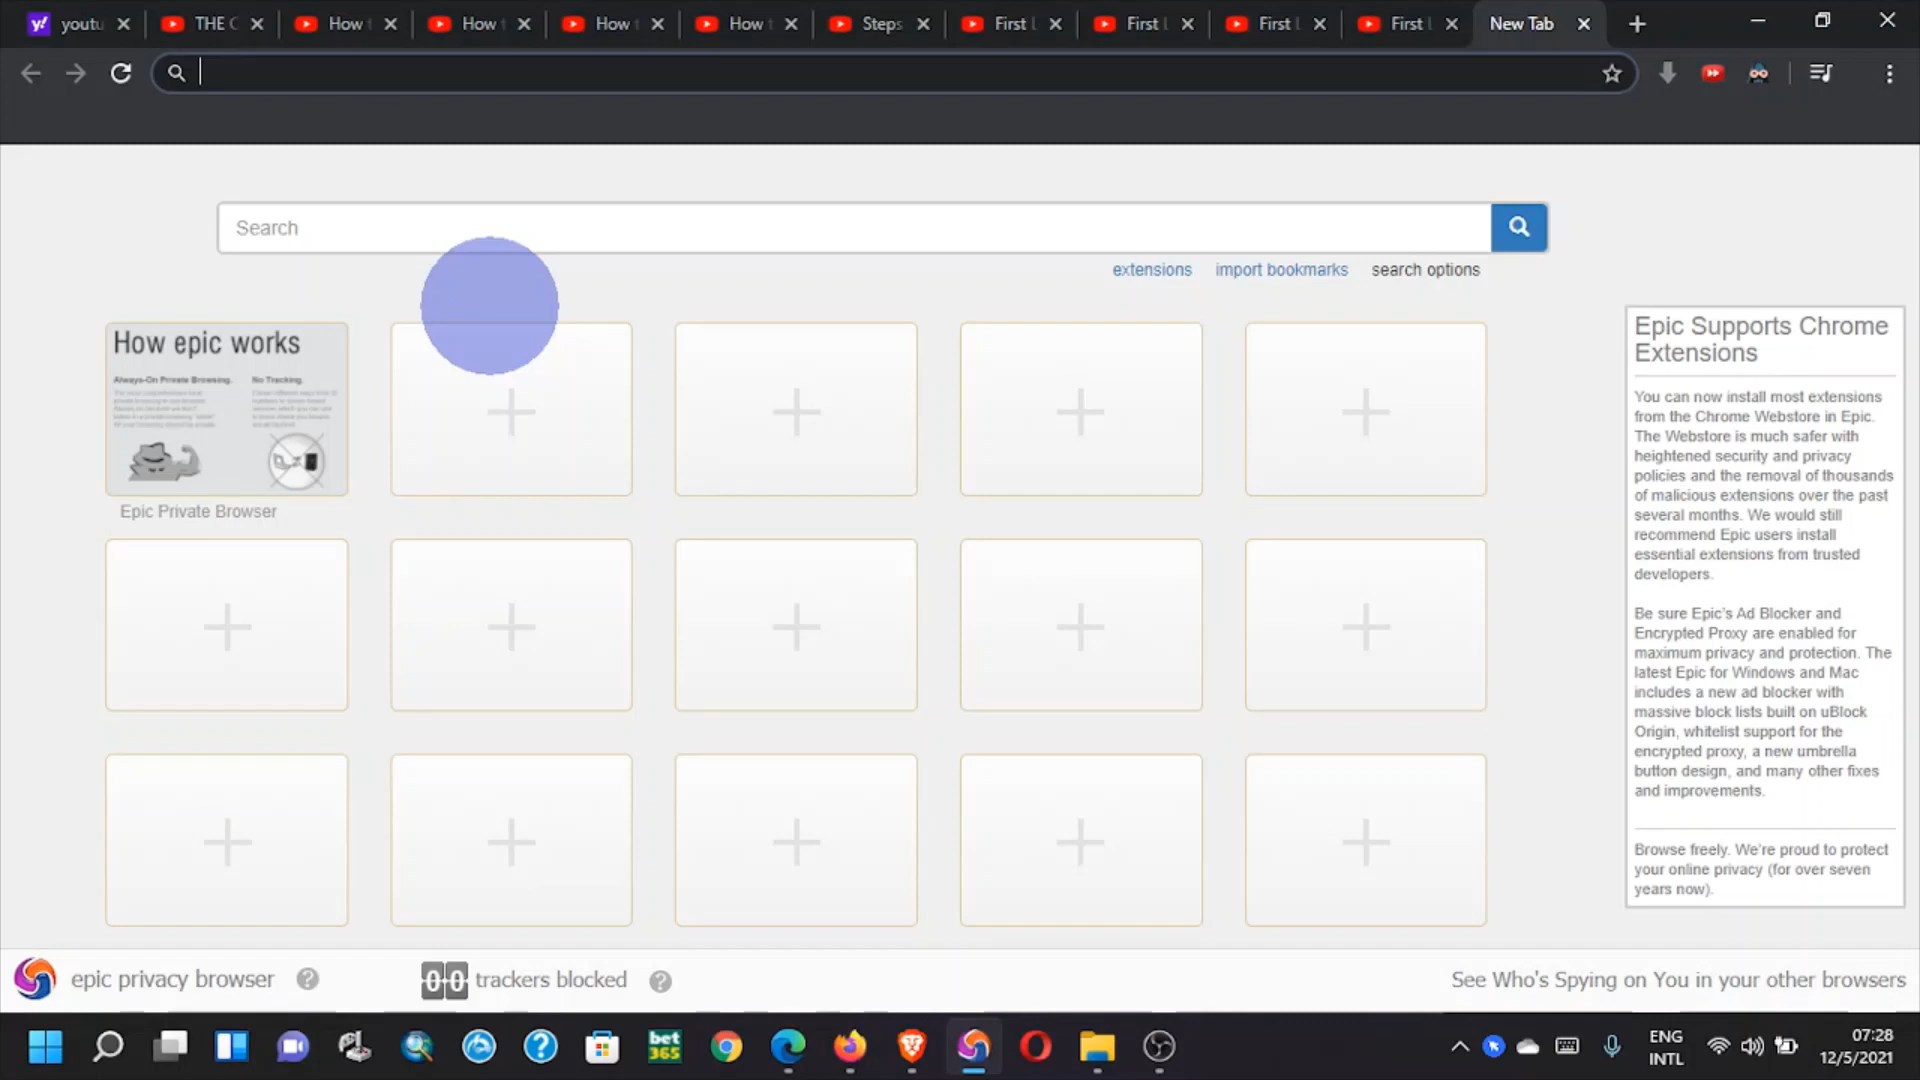 youtu
THE C
How t
How t
How t
How t
Steps
First l
First l
First l
First l
New Tab
Search
extensions
import bookmarks
search options
How epic works
Always-On Private Browsing.
No Tracking.
Epic Private Browser
Epic Supports Chrome
Extensions
You can now install most extensions
from the Chrome Webstore in Epic.
The Webstore is much safer with
heightened security and privacy
policies and the removal of thousands
of malicious extensions over the past
several months. We would still
recommend Epic users install
essential extensions from trusted
developers.
Be sure Epic's Ad Blocker and
Encrypted Proxy are enabled for
maximum privacy and protection. The
latest Epic for Windows and Mac
includes a new ad blocker with
massive block lists built on uBlock
Origin, whitelist support for the
encrypted proxy, a new umbrella
button design, and many other fixes
and improvements.
Browse freely. We're proud to protect
your online privacy (for over seven
years now).
epic privacy browser
00 trackers blocked
See Who's Spying on You in your other browsers
bet
365
ENG
INTL
07:28
12/5/2021